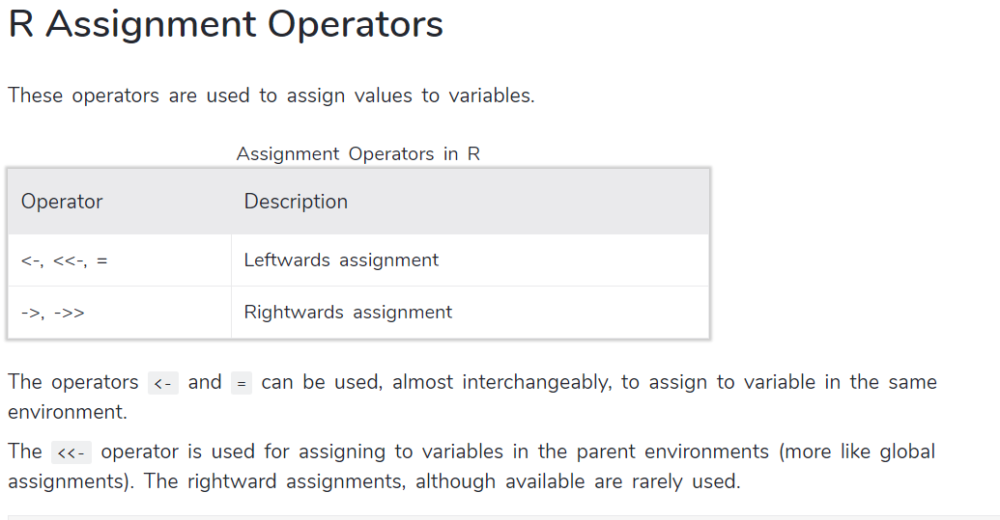 R Assignment Operators
These operators are used to assign values to variables.
Assignment Operators in R
Operator Description
<-, <<-, = Leftwards assignment
->, ->> Rightwards assignment
The operators <- and = can be used, almost interchangeably, to assign to variable in the same
environment.
The <<- operator is used for assigning to variables in the parent environments (more like global
assignments). The rightward assignments, although available are rarely used.